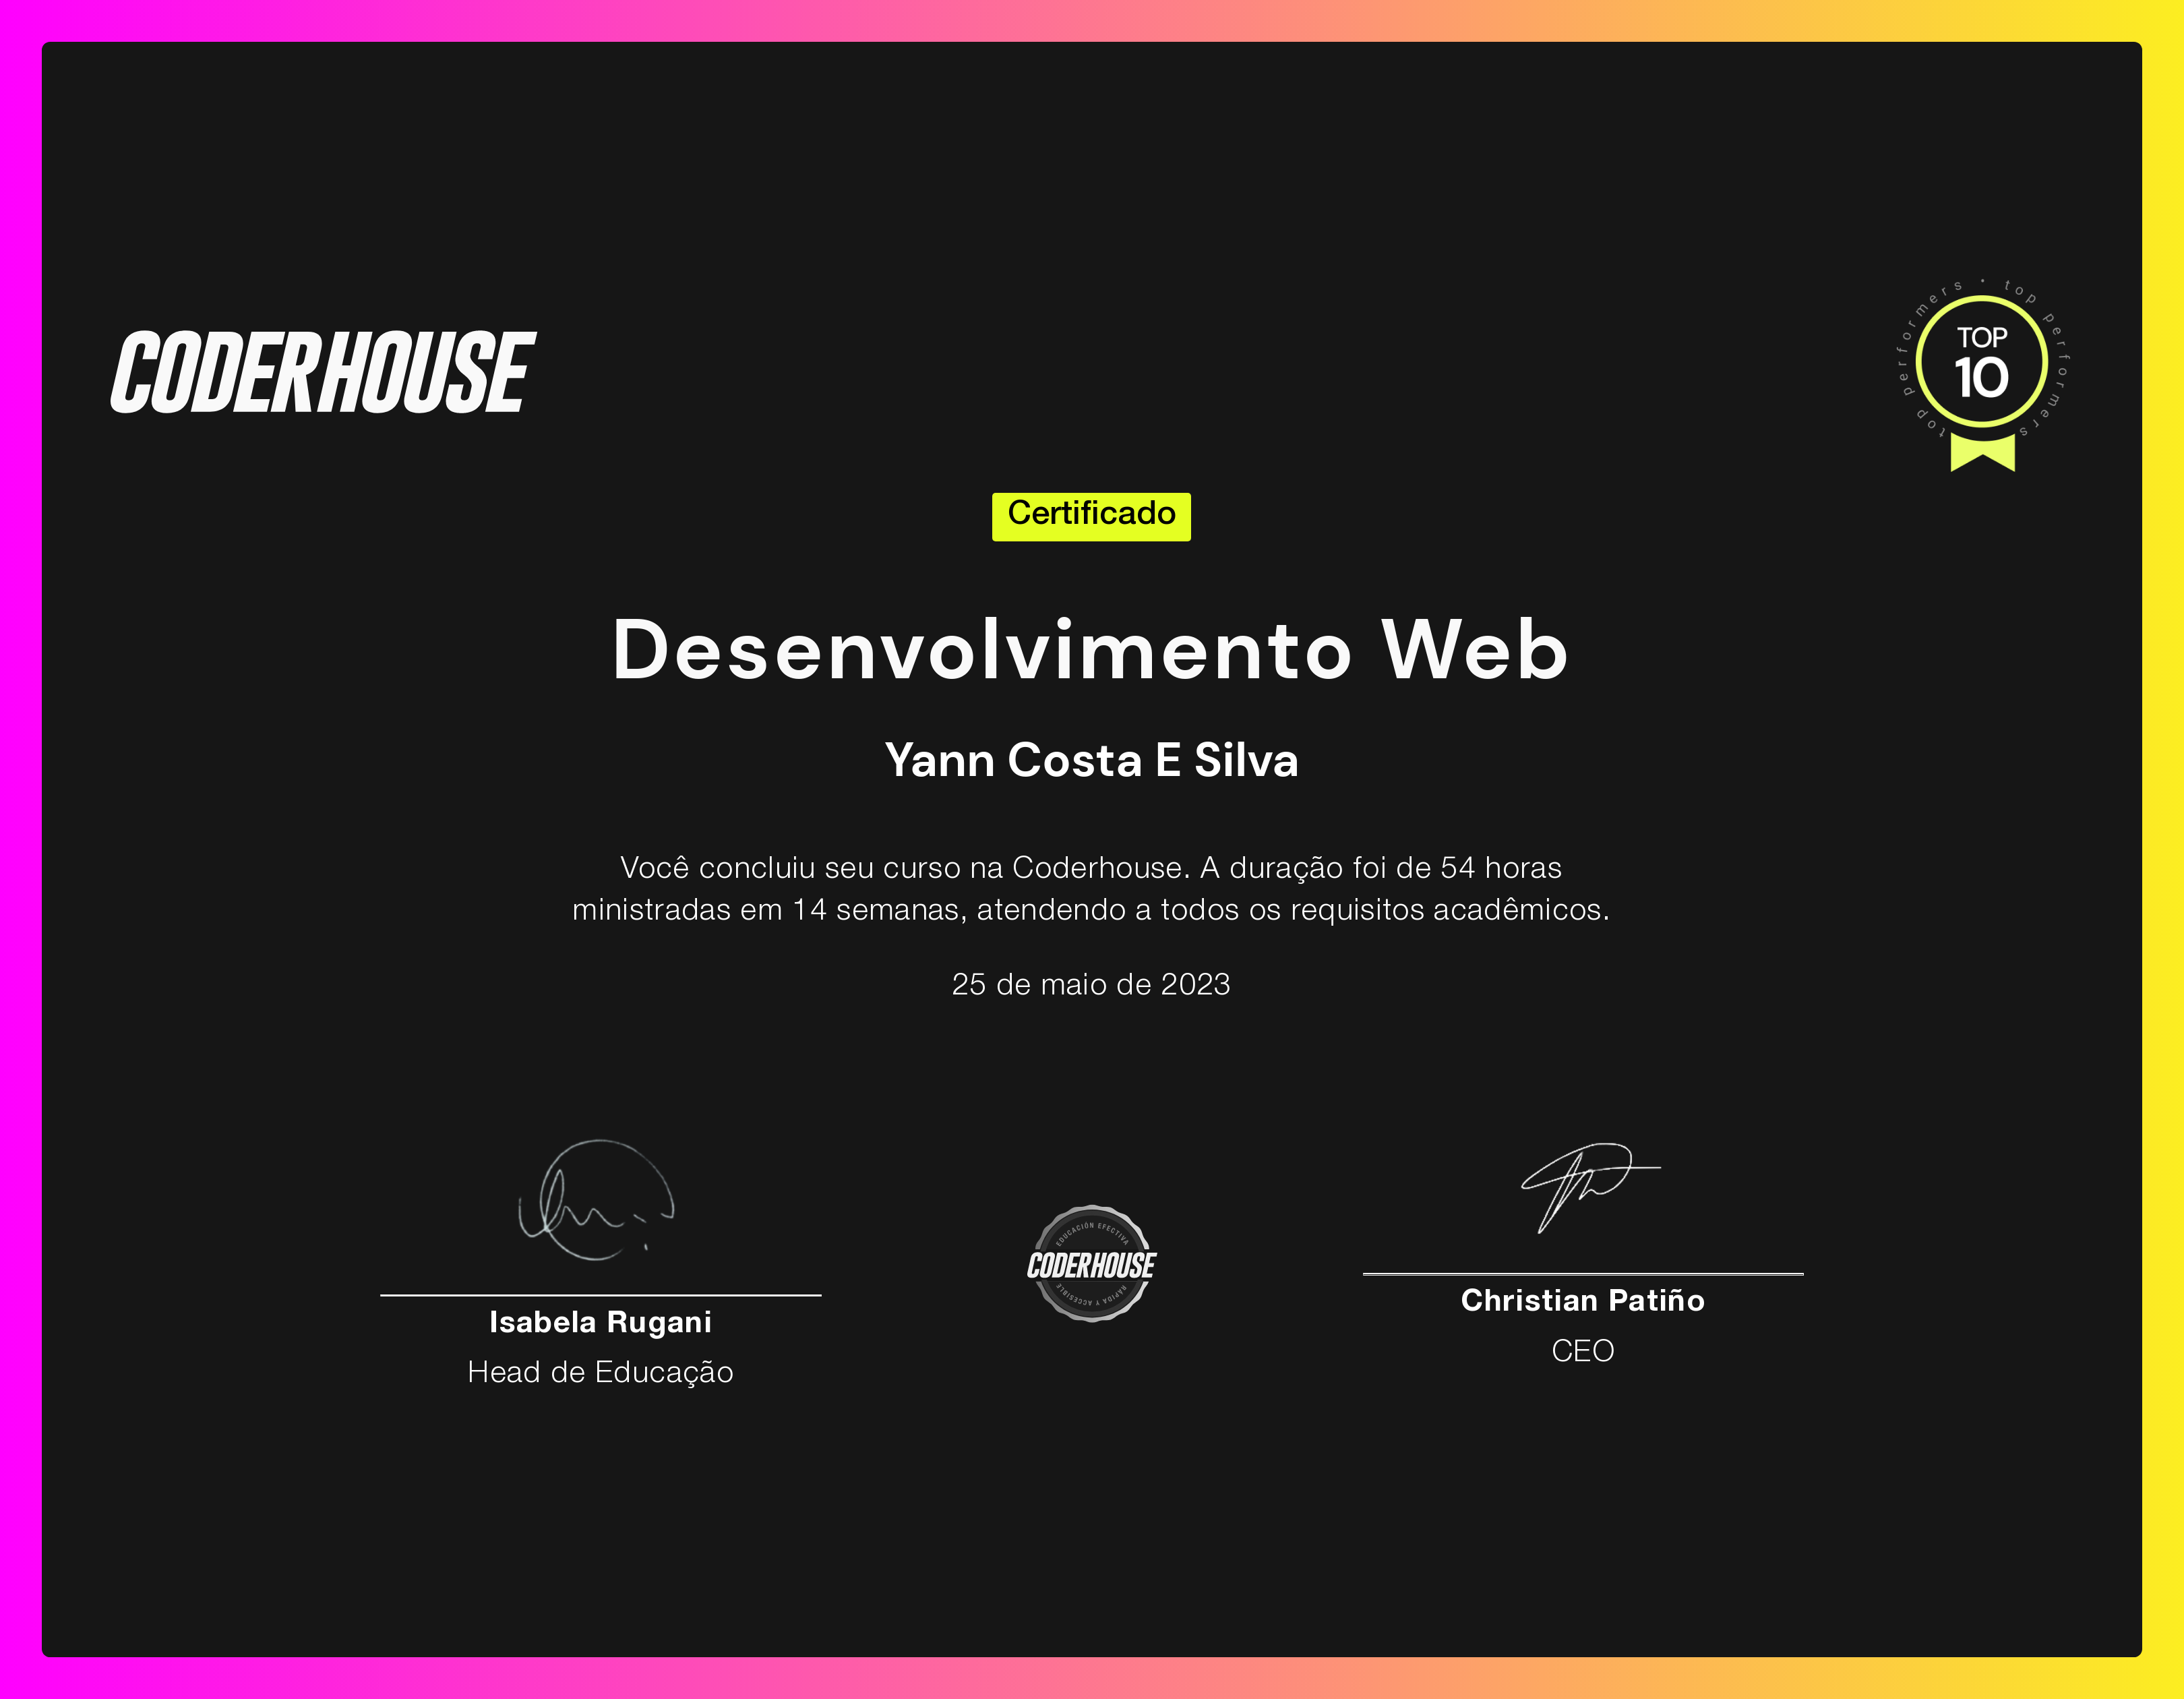 CODERHOUSE
top performers • top performers
TOP
10
Certificado
Desenvolvimento Web
Yann Costa E Silva
Você concluiu seu curso na Coderhouse. A duração foi de 54 horas
ministradas em 14 semanas, atendendo a todos os requisitos acadêmicos.
25 de maio de 2023
Isabela Rugani
Head de Educação
EDUCACIÓN EFECTIVA
CODERHOUSE
RÁPIDA Y ACCESIBLE
Christian Patiño
CEO